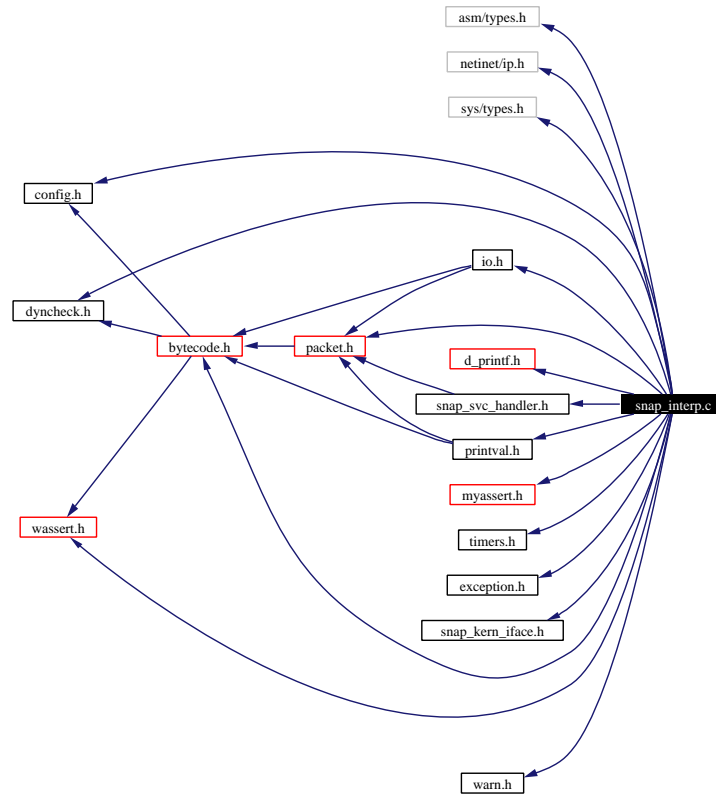 asm/types.h
netinet/ip.h
sys/types.h
config.h
io.h
dyncheck.h
bytecode.h
packet.h
d_printf.h
snap_svc_handler.h
snap_interp.c
printval.h
myassert.h
wassert.h
timers.h
exception.h
snap_kern_iface.h
warn.h